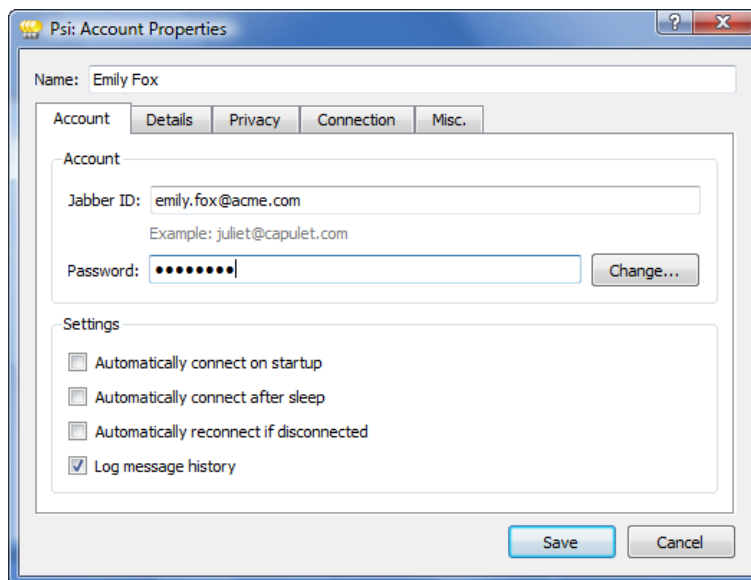 Psi: Account Properties
Name: Emily Fox
Account Details Privacy Connection Misc.
Account
Jabber ID: emily.fox@acme.com
Example: juliet@capulet.com
Password: ●●●●●●●● Change...
Settings
Automatically connect on startup
Automatically connect after sleep
Automatically reconnect if disconnected
Log message history
Save Cancel